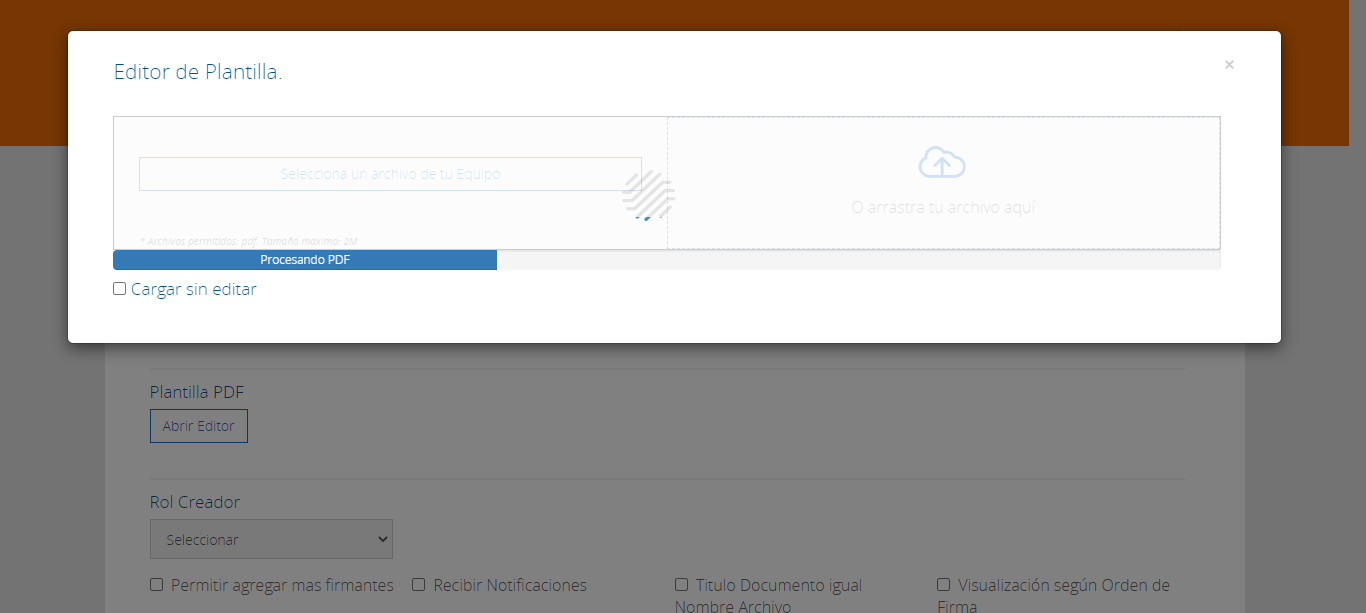 Editor de Plantilla.
×
Selecciona un archivo de tu Equipo
O arrastra tu archivo aquí
* Archivos permitidos: pdf. Tamaño máximo: 2M
Procesando PDF
Cargar sin editar
Plantilla PDF
Abrir Editor
Rol Creador
Seleccionar
Permitir agregar mas firmantes
Recibir Notificaciones
Titulo Documento igual
Nombre Archivo
Visualización según Orden de
Firma